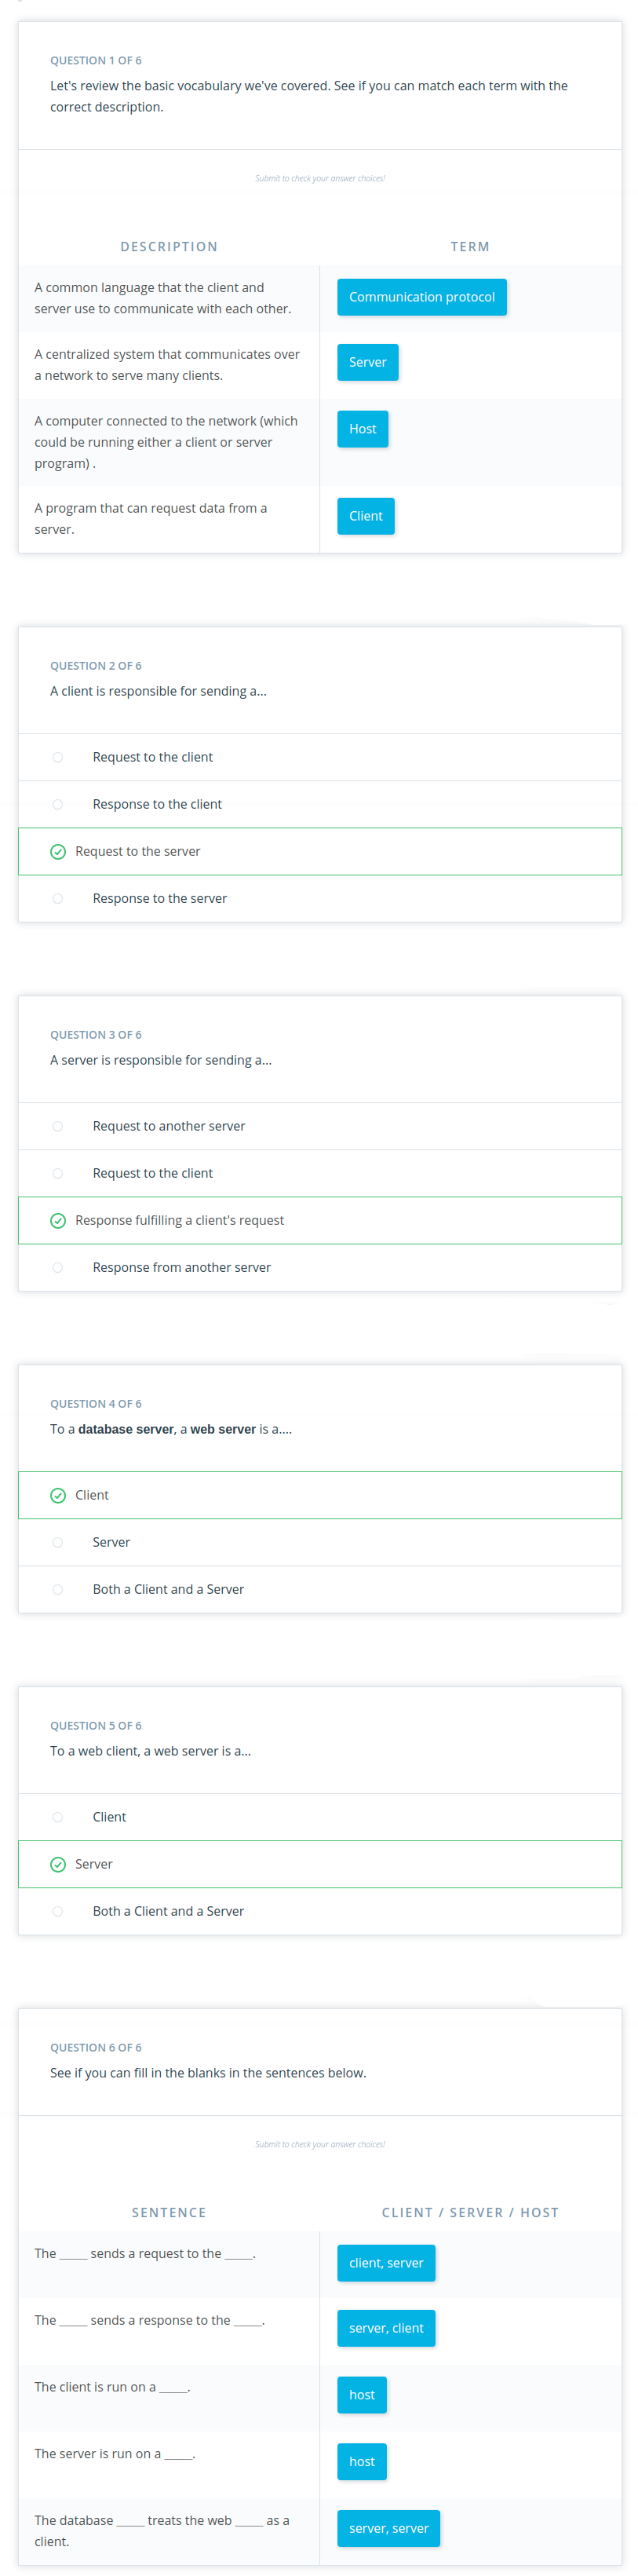 QUESTION 1 OF 6
Let's review the basic vocabulary we've covered. See if you can match each term with the
correct description.
Submit to check your answer choices!
DESCRIPTION
TERM
A common language that the client and
server use to communicate with each other.
Communication protocol
A centralized system that communicates over
a network to serve many clients.
Server
A computer connected to the network (which
could be running either a client or server
program) .
Host
A program that can request data from a
server.
Client
QUESTION 2 OF 6
A client is responsible for sending a...
Request to the client
Response to the client
Request to the server
Response to the server
QUESTION 3 OF 6
A server is responsible for sending a...
Request to another server
Request to the client
Response fulfilling a client's request
Response from another server
QUESTION 4 OF 6
To a database server, a web server is a....
Client
Server
Both a Client and a Server
QUESTION 5 OF 6
To a web client, a web server is a...
Client
Server
Both a Client and a Server
QUESTION 6 OF 6
See if you can fill in the blanks in the sentences below.
Submit to check your answer choices!
SENTENCE
CLIENT / SERVER / HOST
The ____ sends a request to the ____.
client, server
The ____ sends a response to the ____.
server, client
The client is run on a ____.
host
The server is run on a ____.
host
The database ____ treats the web ____ as a
client.
server, server